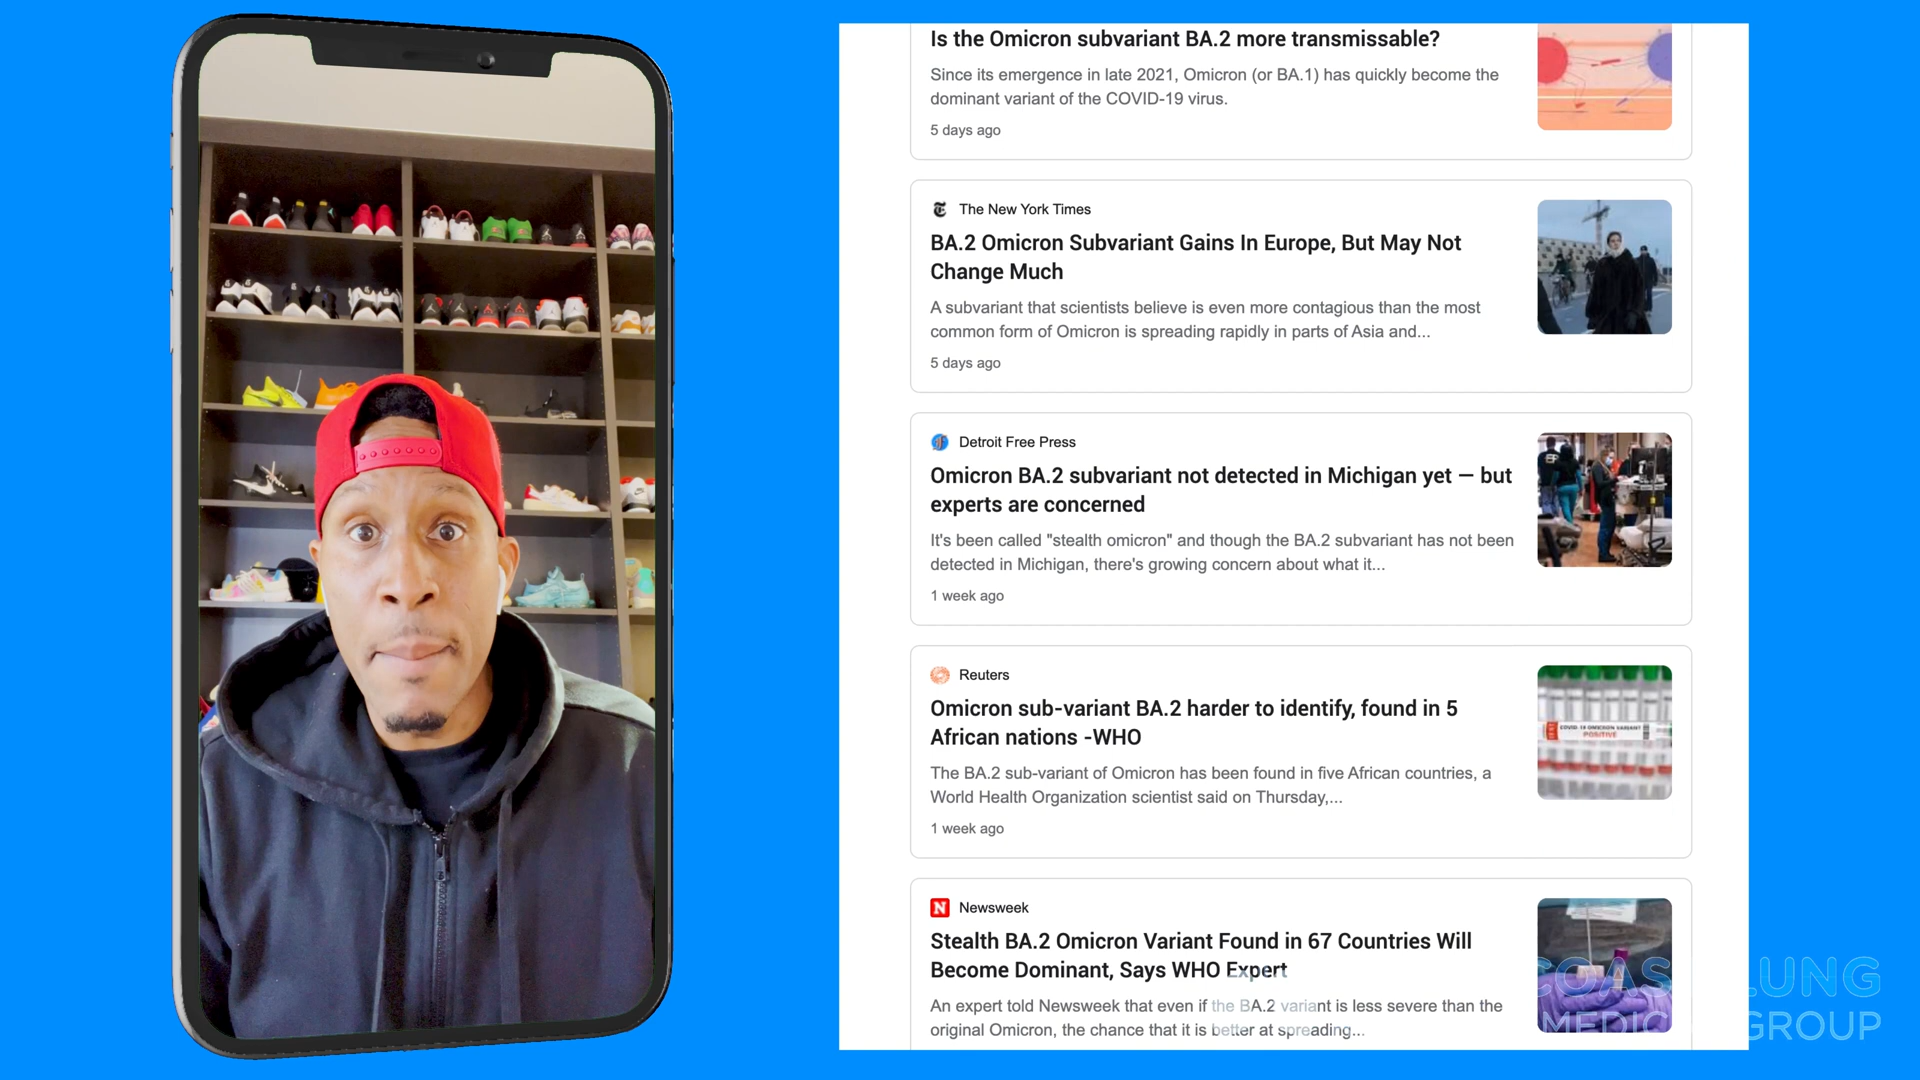 Is the Omicron subvariant BA.2 more transmissable?
Since its emergence in late 2021, Omicron (or BA.1) has quickly become the
dominant variant of the COVID-19 virus.
5 days ago
The New York Times
BA.2 Omicron Subvariant Gains In Europe, But May Not
Change Much
A subvariant that scientists believe is even more contagious than the most
common form of Omicron is spreading rapidly in parts of Asia and...
5 days ago
Detroit Free Press
Omicron BA.2 subvariant not detected in Michigan yet — but
experts are concerned
It's been called "stealth omicron" and though the BA.2 subvariant has not been
detected in Michigan, there's growing concern about what it...
1 week ago
Reuters
Omicron sub-variant BA.2 harder to identify, found in 5
African nations -WHO
The BA.2 sub-variant of Omicron has been found in five African countries, a
World Health Organization scientist said on Thursday,...
1 week ago
COVID-19 OMICRON VARIANT
POSITIVE
N Newsweek
Stealth BA.2 Omicron Variant Found in 67 Countries Will
Become Dominant, Says WHO Expert
An expert told Newsweek that even if the BA.2 variant is less severe than the
original Omicron, the chance that it is better at spreading...
LUNG
GROUP